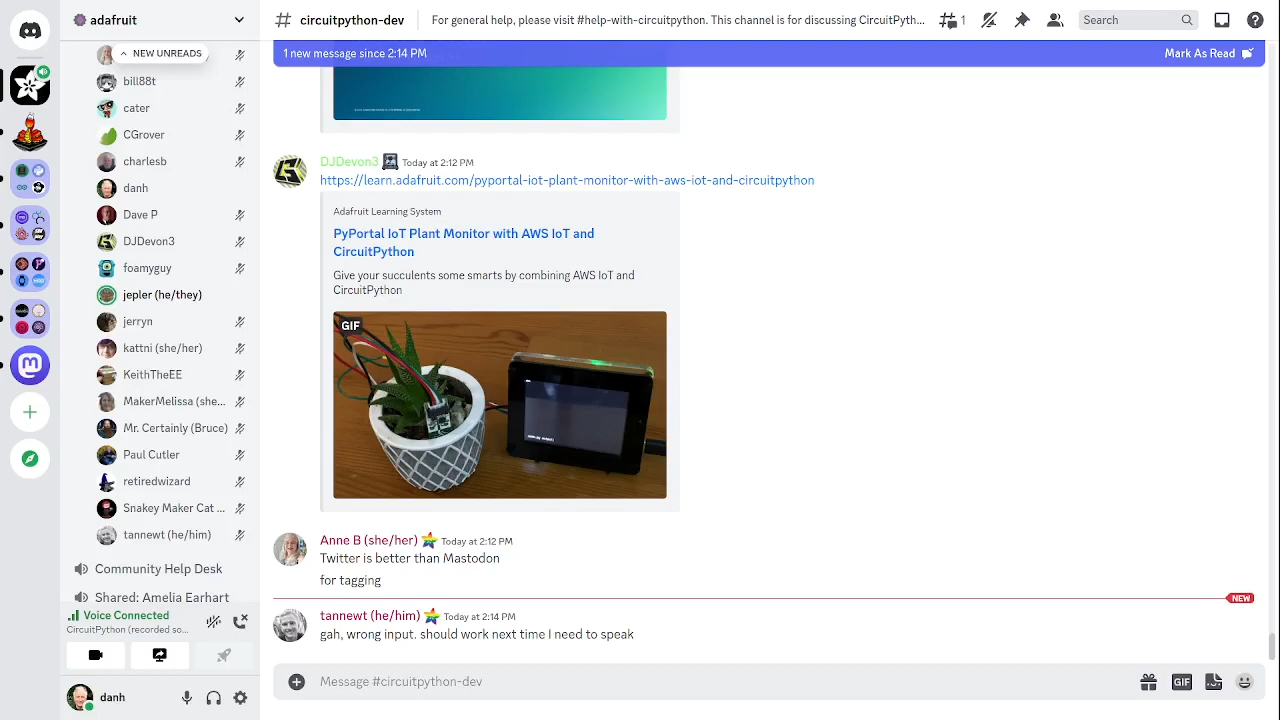 adafruit
NEW UNREADS
bill88t
cater
CGrover
charlesb
danh
Dave P
DJDevon3
foamyguy
jepler (he/they)
jerryn
kattni (she/her)
KeithTheEE
MakerMelissa (she...
Mr. Certainly (Bruce)
Paul Cutler
retiredwizard
Snakey Maker Cat ...
tannewt (he/him)
Community Help Desk
Shared: Amelia Earhart
Voice Connected
CircuitPython (recorded so...
danh
# circuitpython-dev
For general help, please visit #help-with-circuitpython. This channel is for discussing CircuitPyth...
1
Search
1 new message since 2:14 PM
Mark As Read
DJDevon3 Today at 2:12 PM
https://learn.adafruit.com/pyportal-iot-plant-monitor-with-aws-iot-and-circuitpython
Adafruit Learning System
PyPortal IoT Plant Monitor with AWS IoT and
CircuitPython
Give your succulents some smarts by combining AWS IoT and
CircuitPython
GIF
Anne B (she/her) Today at 2:12 PM
Twitter is better than Mastodon
for tagging
NEW
tannewt (he/him) Today at 2:14 PM
gah, wrong input. should work next time I need to speak
Message #circuitpython-dev
GIF